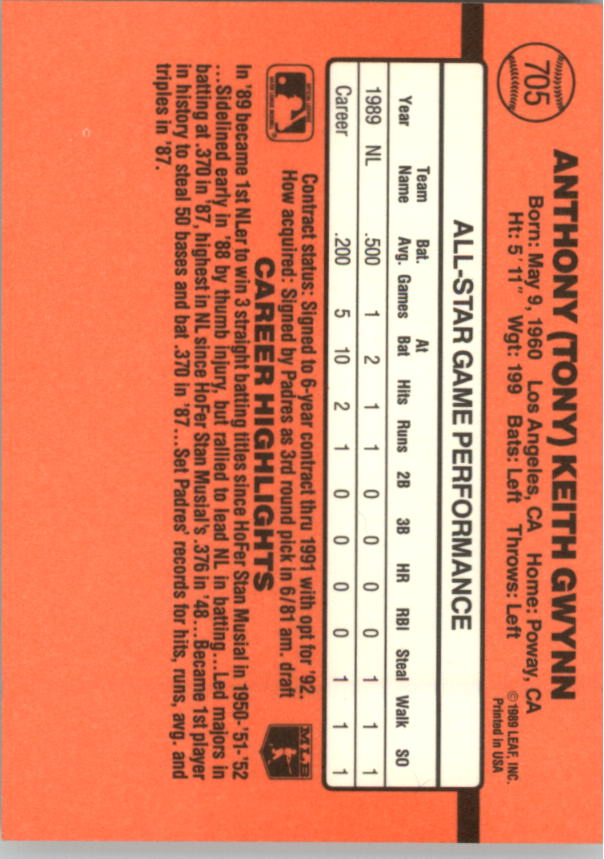 705
ANTHONY (TONY) KEITH GWYNN
Born: May 9, 1960 Los Angeles, CA Home: Poway, CA
Ht: 5' 11" Wgt: 199 Bats: Left Throws: Left
©1989 LEAF, INC.
Printed in USA
ALL-STAR GAME PERFORMANCE
Year Team Name Bat. Avg. Games At Bat Hits Runs 2B 3B HR RBI Steal Walk SO
1989 NL .500 1 2 1 1 0 0 0 0 1 1 1
Career .200 5 10 2 1 0 0 0 0 1 1 1
Contract status: Signed to 6-year contract thru 1991 with opt for '92.
How acquired: Signed by Padres as 3rd round pick in 6/81 am. draft
MLB
CAREER HIGHLIGHTS
In '89 became 1st NLer to win 3 straight batting titles since HoFer Stan Musial in 1950-'51-'52
...Sidelined early in '88 by thumb injury, but rallied to lead NL in batting...Led majors in
batting at .370 in '87, highest in NL since HoFer Stan Musial's .376 in '48...Became 1st player
in history to steal 50 bases and bat .370 in '87...Set Padres' records for hits, runs, avg. and
triples in '87.